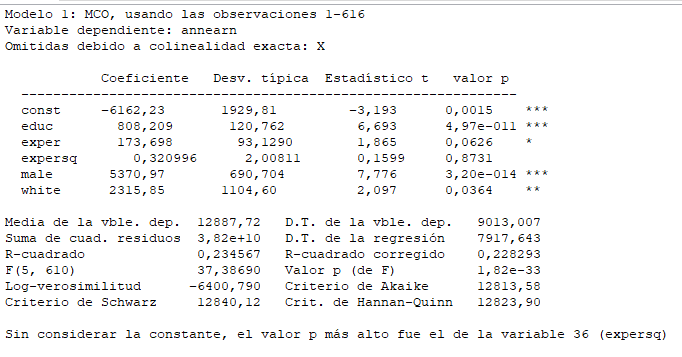 Modelo 1: MCO, usando las observaciones 1-616
Variable dependiente: annearn
Omitidas debido a colinealidad exacta: X
Coeficiente Desv. típica Estadístico t valor p
----------------------------------------------------------------
const -6162,23 1929,81 -3,193 0,0015 ***
educ 808,209 120,762 6,693 4,97e-011 ***
exper 173,698 93,1290 1,865 0,0626 *
expersq 0,320996 2,00811 0,1599 0,8731
male 5370,97 690,704 7,776 3,20e-014 ***
white 2315,85 1104,60 2,097 0,0364 **
Media de la vble. dep. 12887,72 D.T. de la vble. dep. 9013,007
Suma de cuad. residuos 3,82e+10 D.T. de la regresión 7917,643
R-cuadrado 0,234567 R-cuadrado corregido 0,228293
F(5, 610) 37,38690 Valor p (de F) 1,82e-33
Log-verosimilitud -6400,790 Criterio de Akaike 12813,58
Criterio de Schwarz 12840,12 Crit. de Hannan-Quinn 12823,90
Sin considerar la constante, el valor p más alto fue el de la variable 36 (expersq)